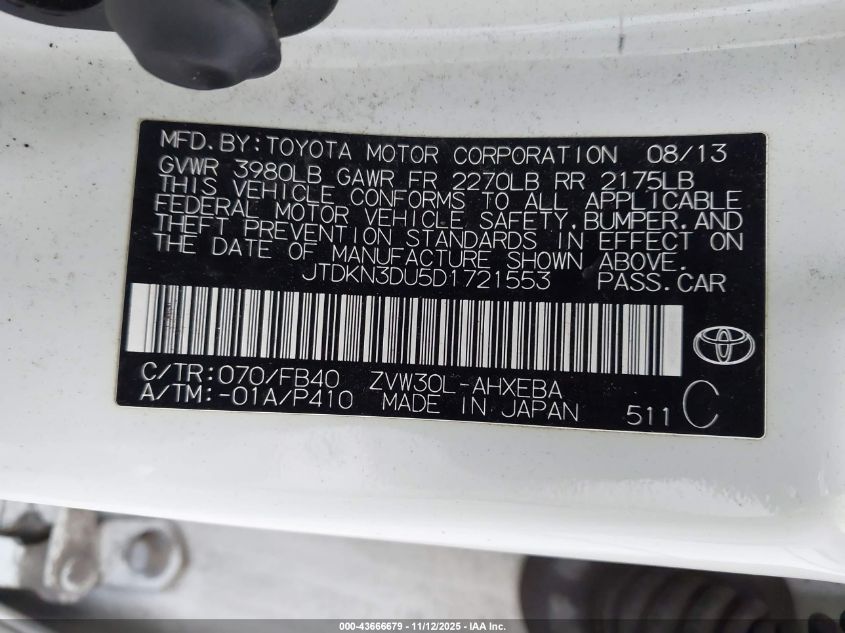 MFD.BY:TOYOTA MOTOR CORPORATION 08/13
GVWR 3980LB GAWR FR 2270LB RR 2175LB
THIS VEHICLE CONFORMS TO ALL APPLICABLE
FEDERAL MOTOR VEHICLE SAFETY,BUMPER,AND
THEFT PREVENTION STANDARDS IN EFFECT ON
THE DATE OF MANUFACTURE SHOWN ABOVE.
JTDKN3DU5D1721553 PASS.CAR
C/TR:070/FB40 ZVW30L-AHXEBA
A/TM:-01A/P410 MADE IN JAPAN 511 C
000-43666679 - 11/12/2025 - IAA Inc.